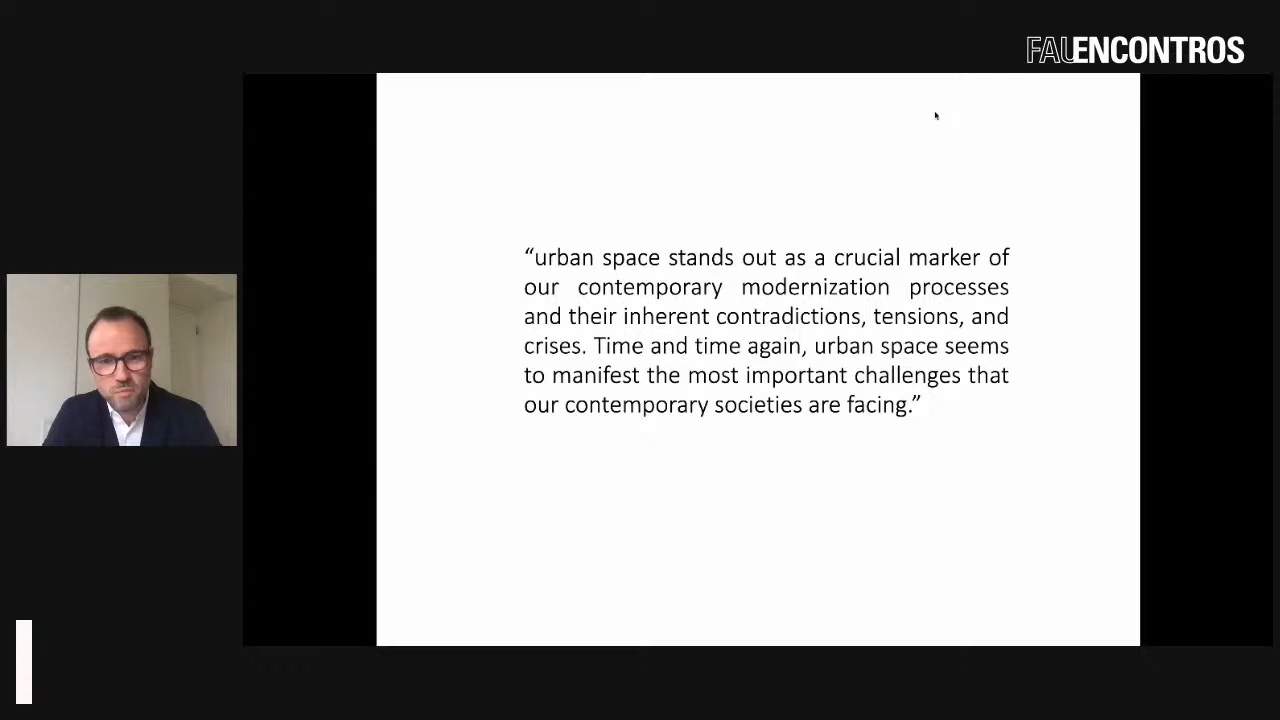 FAUENCONTROS
“urban space stands out as a crucial marker of
our contemporary modernization processes
and their inherent contradictions, tensions, and
crises. Time and time again, urban space seems
to manifest the most important challenges that
our contemporary societies are facing.”